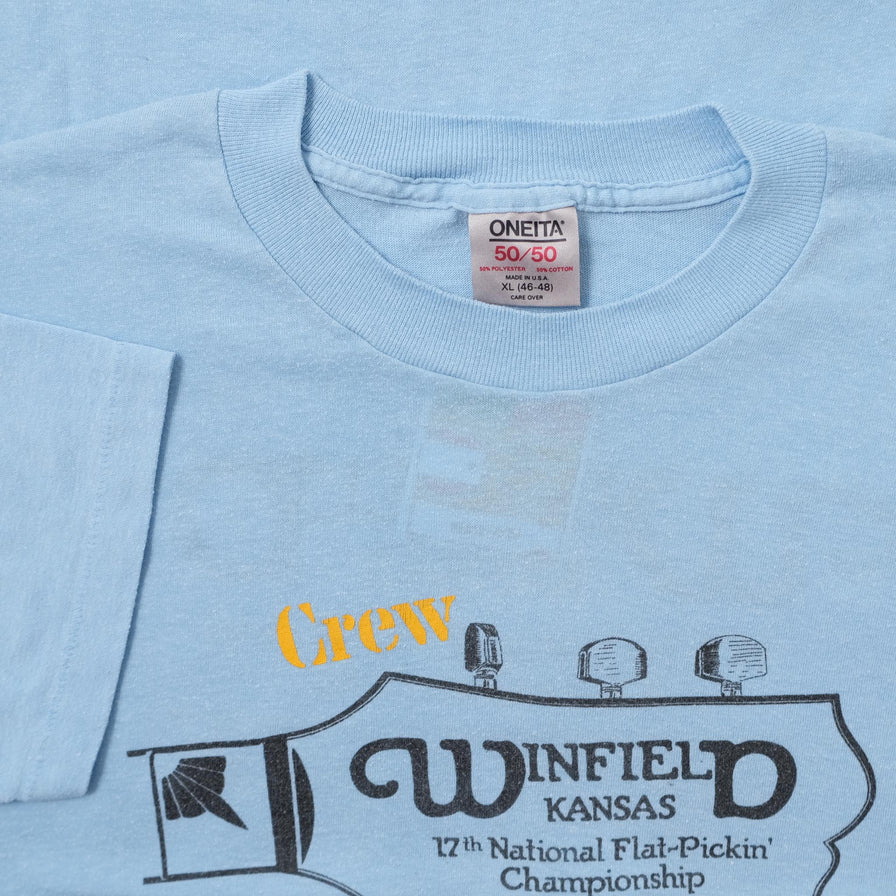 ONEITA®
50/50
50% POLYESTER 50% COTTON
MADE IN U.S.A.
XL (46-48)
CARE OVER
Crew
WINFIELD
KANSAS
17th National Flat-Pickin'
Championship